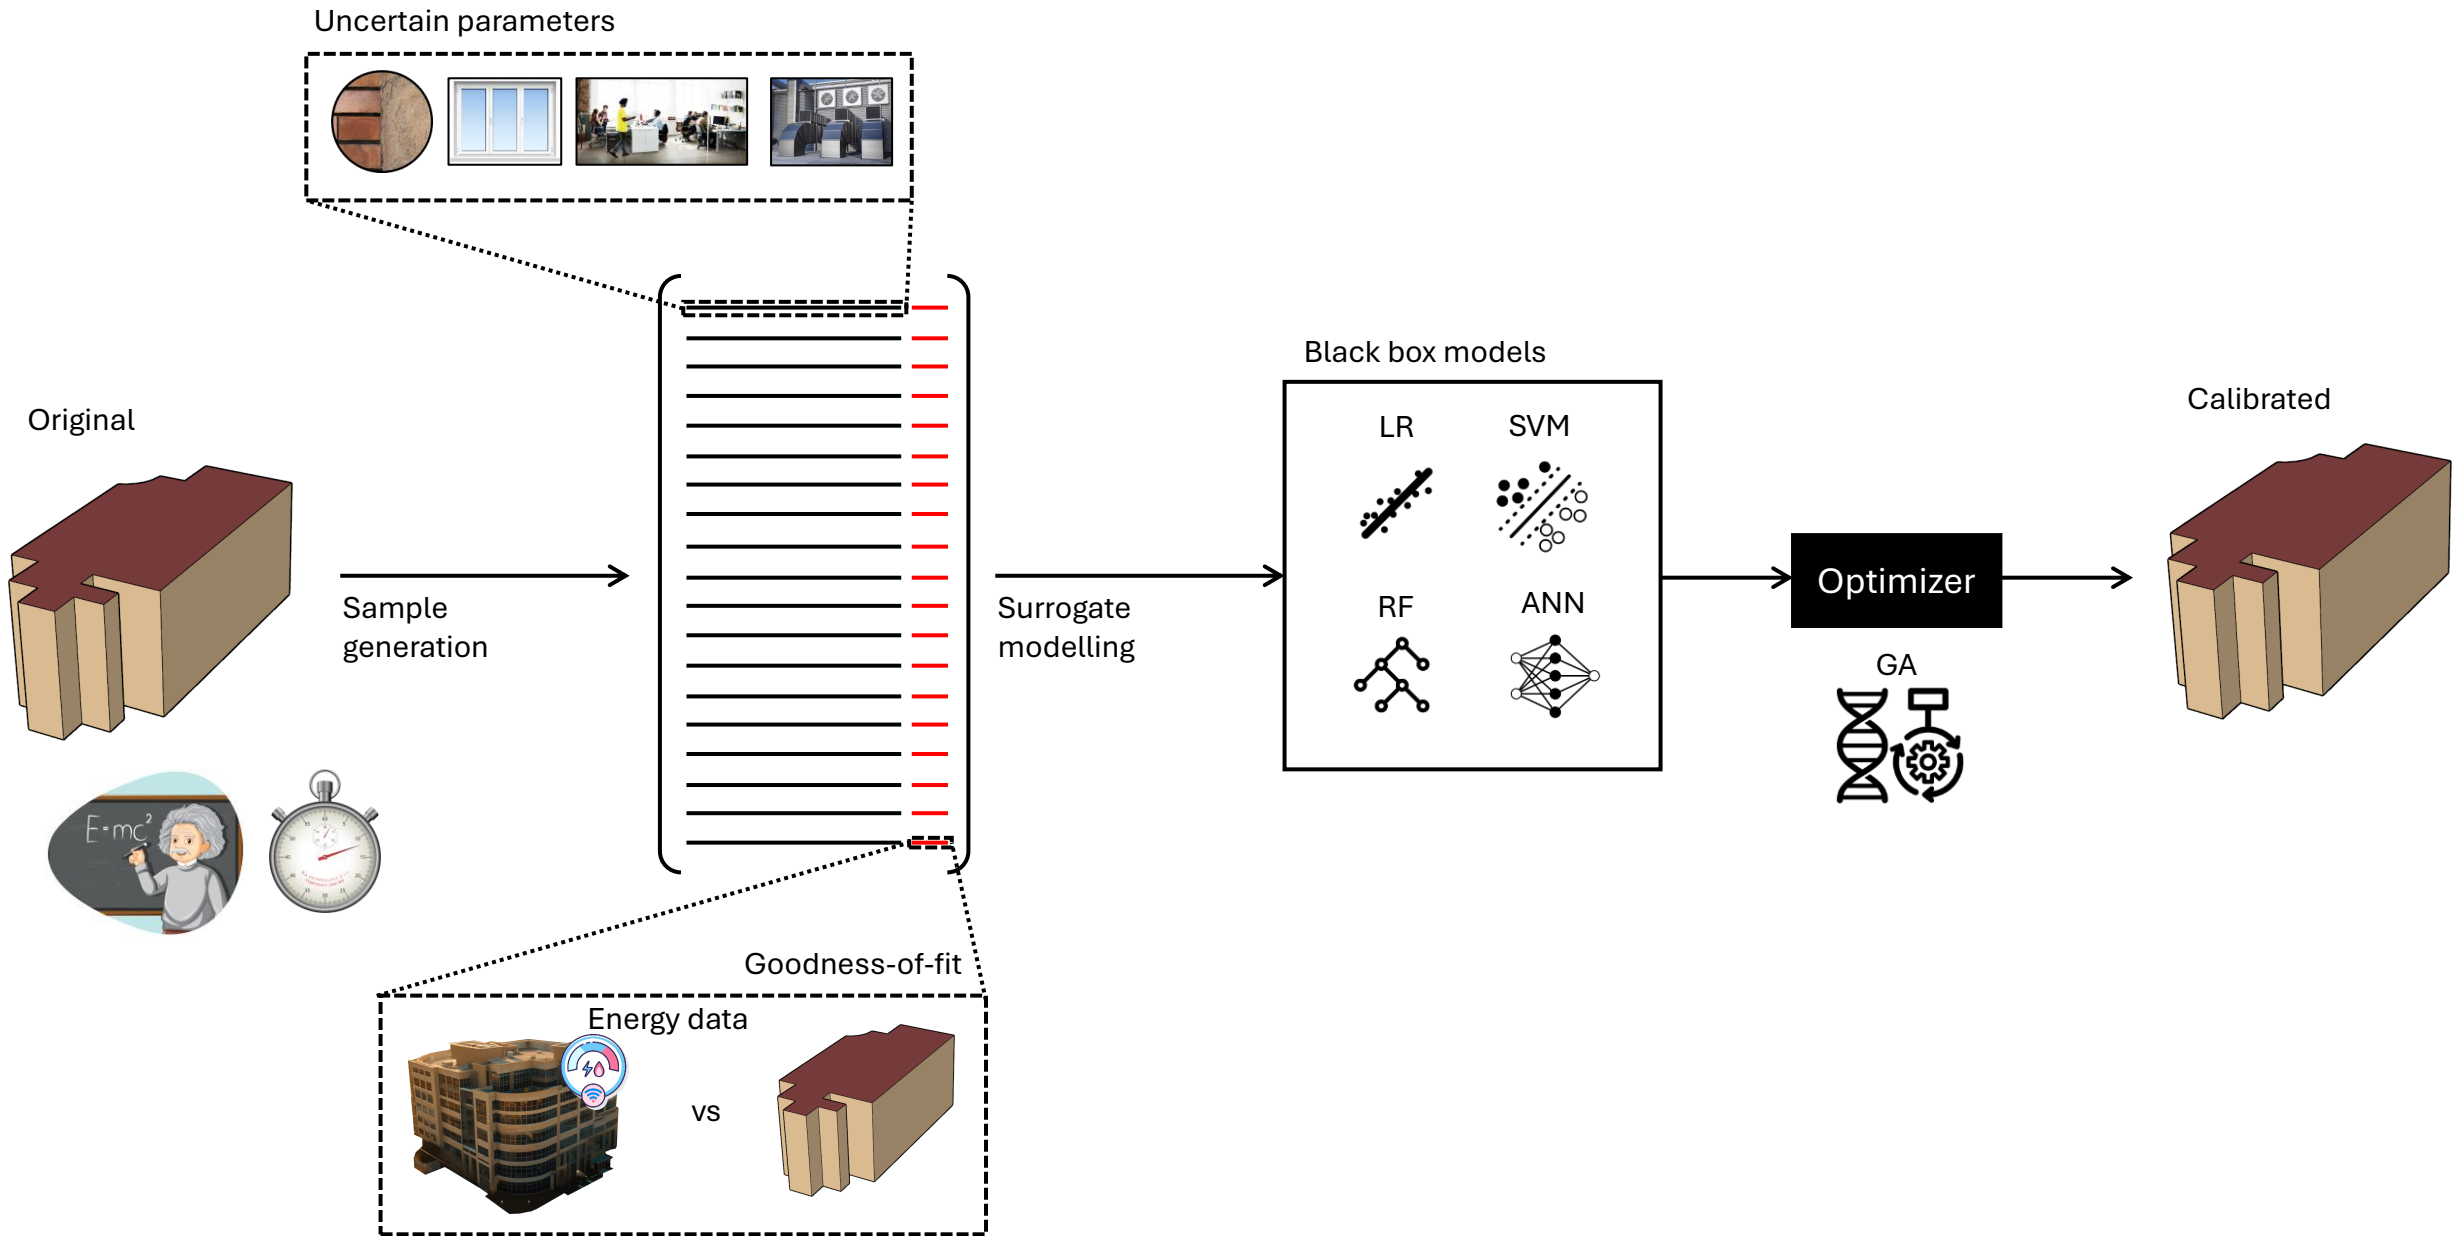 Uncertain parameters
Original
E=mc²
Sample
generation
Goodness-of-fit
Energy data
vs
Surrogate
modelling
Black box models
LR
SVM
RF
ANN
Optimizer
GA
Calibrated